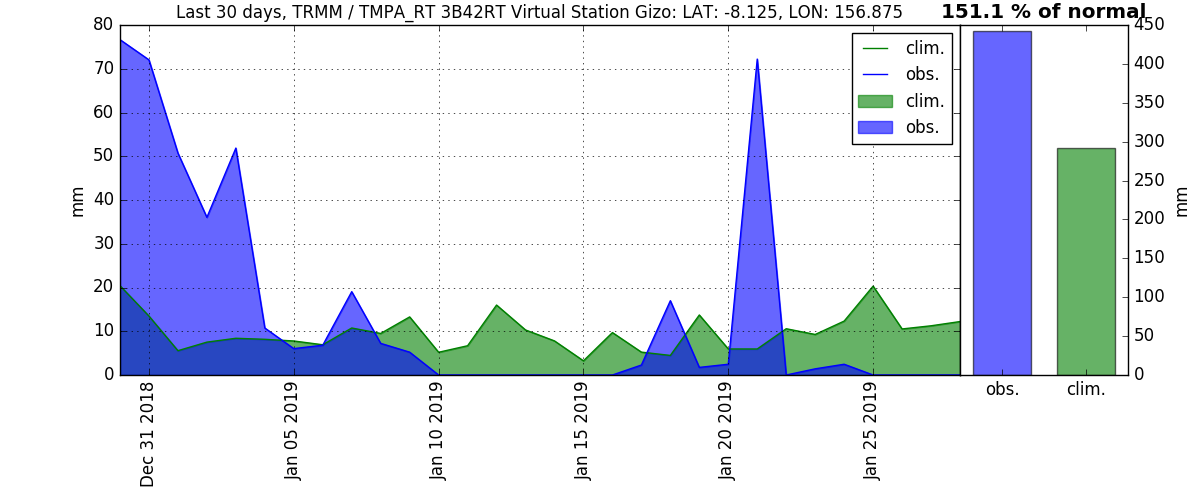 Last 30 days, TRMM / TMPA_RT 3B42RT Virtual Station Gizo: LAT: -8.125, LON: 156.875
151.1 % of normal
80
70
60
50
40
30
20
10
0
mm
clim.
obs.
clim.
obs.
Dec 31 2018
Jan 05 2019
Jan 10 2019
Jan 15 2019
Jan 20 2019
Jan 25 2019
450
400
350
300
250
200
150
100
50
0
mm
obs.
clim.